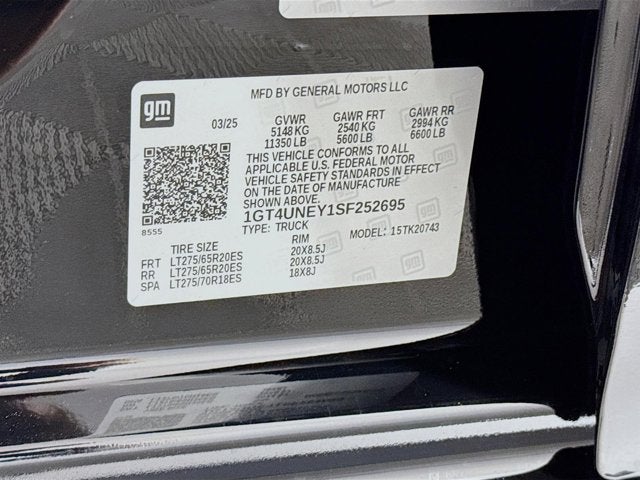 MFD BY GENERAL MOTORS LLC
gm
03/25 GVWR GAWR FRT GAWR RR
5148 KG 2540 KG 2994 KG
11350 LB 5600 LB 6600 LB
THIS VEHICLE CONFORMS TO ALL
APPLICABLE U.S. FEDERAL MOTOR
VEHICLE SAFETY STANDARDS IN EFFECT
ON THE DATE OF MANUFACTURE
SHOWN ABOVE.
1GT4UNEY1SF252695
8555
TYPE: TRUCK MODEL: 15TK20743
TIRE SIZE RIM
FRT LT275/65R20ES 20X8.5J
RR LT275/65R20ES 20X8.5J
SPA LT275/70R18ES 18X8J